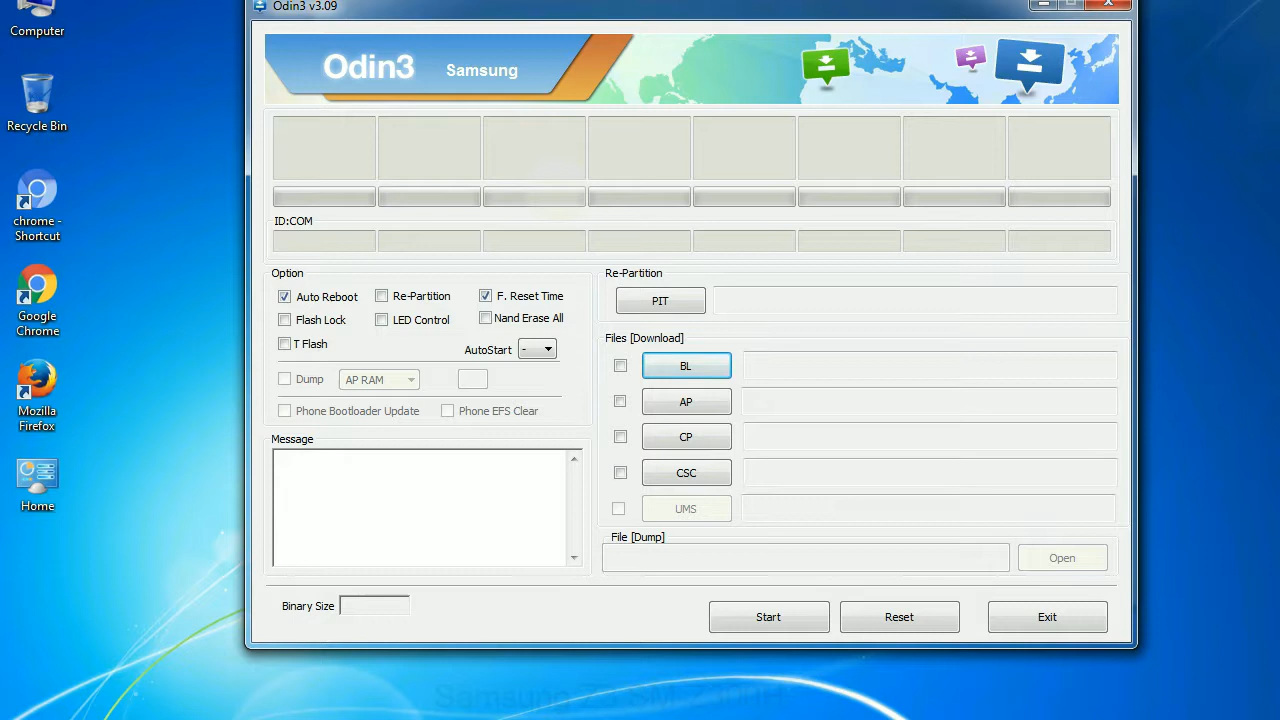 Odin3 v3.09
Computer
Recycle Bin
chrome -
Shortcut
Google
Chrome
Mozilla
Firefox
Home
Odin3 Samsung
ID:COM
Option
Auto Reboot
Re-Partition
F. Reset Time
Flash Lock
LED Control
Nand Erase All
T Flash
AutoStart -
Dump AP RAM
Phone Bootloader Update
Phone EFS Clear
Message
Re-Partition
PIT
Files [Download]
BL
AP
CP
CSC
UMS
File [Dump]
Open
Binary Size
Start
Reset
Exit